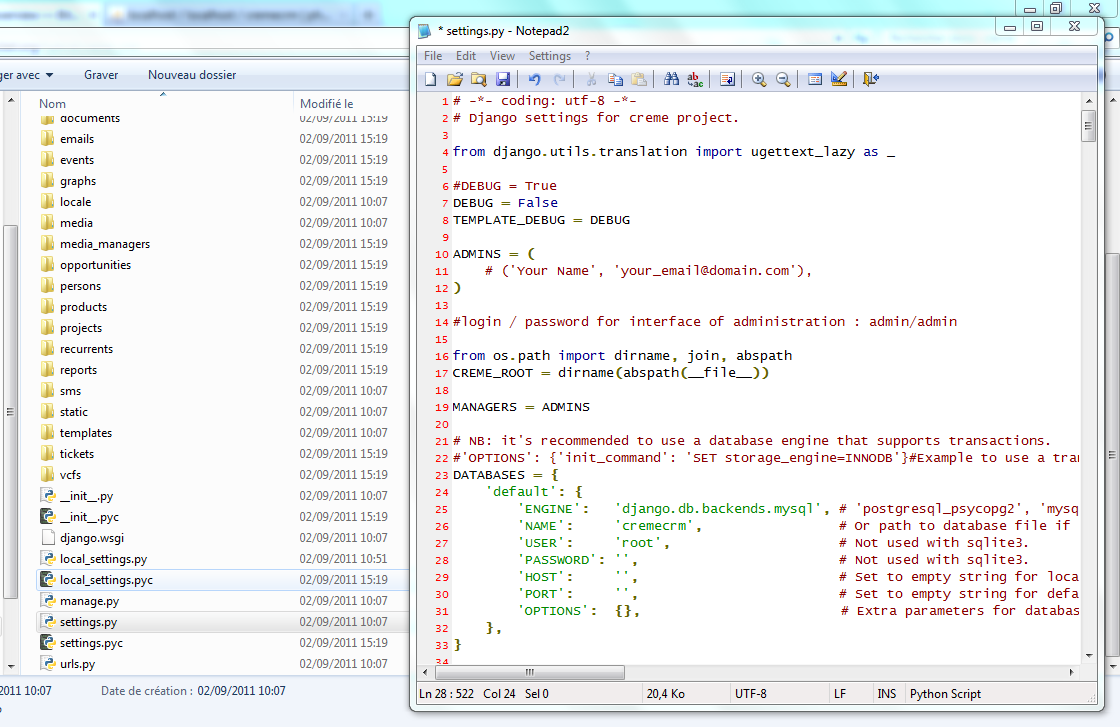 * settings.py - Notepad2
File Edit View Settings ?
ger avec Graver Nouveau dossier
Nom Modifié le
documents 02/09/2011 15:19
emails 02/09/2011 15:19
events 02/09/2011 15:19
graphs 02/09/2011 15:19
locale 02/09/2011 10:07
media 02/09/2011 10:07
media_managers 02/09/2011 15:19
opportunities 02/09/2011 15:19
persons 02/09/2011 15:19
products 02/09/2011 15:19
projects 02/09/2011 15:19
recurrents 02/09/2011 15:19
reports 02/09/2011 15:19
sms 02/09/2011 10:07
static 02/09/2011 10:07
templates 02/09/2011 10:07
tickets 02/09/2011 15:19
vcfs 02/09/2011 15:19
__init__.py 02/09/2011 10:07
__init__.pyc 02/09/2011 15:19
django.wsgi 02/09/2011 10:07
local_settings.py 02/09/2011 10:51
local_settings.pyc 02/09/2011 15:19
manage.py 02/09/2011 10:07
settings.py 02/09/2011 10:07
settings.pyc 02/09/2011 15:19
urls.py 02/09/2011 10:07
2011 10:07 Date de création : 02/09/2011 10:07
1 # -*- coding: utf-8 -*-
2 # Django settings for creme project.
3
4 from django.utils.translation import ugettext_lazy as _
5
6 #DEBUG = True
7 DEBUG = False
8 TEMPLATE_DEBUG = DEBUG
9
10 ADMINS = (
11     # ('Your Name', 'your_email@domain.com'),
12 )
13
14 #login / password for interface of administration : admin/admin
15
16 from os.path import dirname, join, abspath
17 CREME_ROOT = dirname(abspath(__file__))
18
19 MANAGERS = ADMINS
20
21 # NB: it's recommended to use a database engine that supports transactions.
22 #'OPTIONS': {'init_command': 'SET storage_engine=INNODB'}#Example to use a tran
23 DATABASES = {
24     'default': {
25         'ENGINE':   'django.db.backends.mysql', # 'postgresql_psycopg2', 'mysq
26         'NAME':     'cremecrm',                 # Or path to database file if
27         'USER':     'root',                     # Not used with sqlite3.
28         'PASSWORD': '',                         # Not used with sqlite3.
29         'HOST':     '',                         # Set to empty string for loca
30         'PORT':     '',                         # Set to empty string for defa
31         'OPTIONS':  {},                         # Extra parameters for databas
32     },
33 }
34
Ln 28 : 522 Col 24 Sel 0 20,4 Ko UTF-8 LF INS Python Script